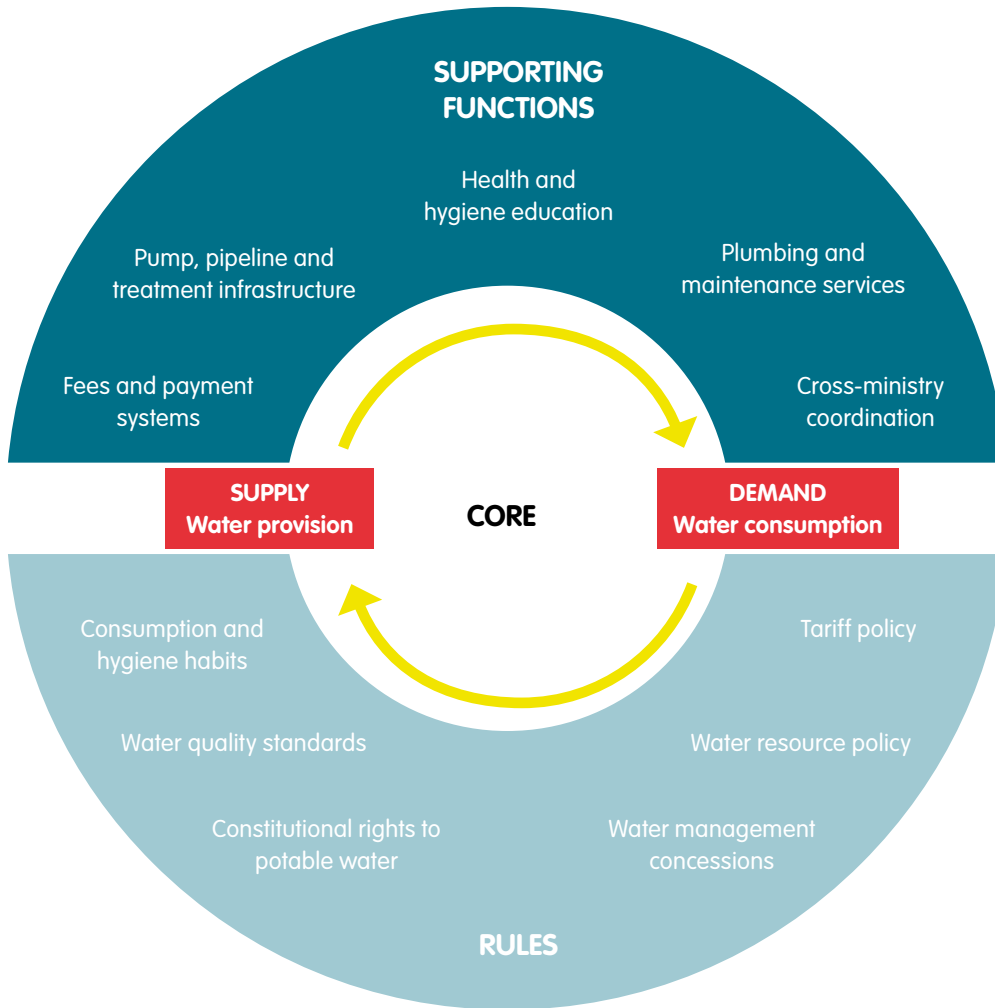 SUPPORTING
FUNCTIONS
Health and
hygiene education
Pump, pipeline and
treatment infrastructure
Plumbing and
maintenance services
Fees and payment
systems
Cross-ministry
coordination
SUPPLY
Water provision
CORE
DEMAND
Water consumption
Consumption and
hygiene habits
Tariff policy
Water quality standards
Water resource policy
Constitutional rights to
potable water
Water management
concessions
RULES